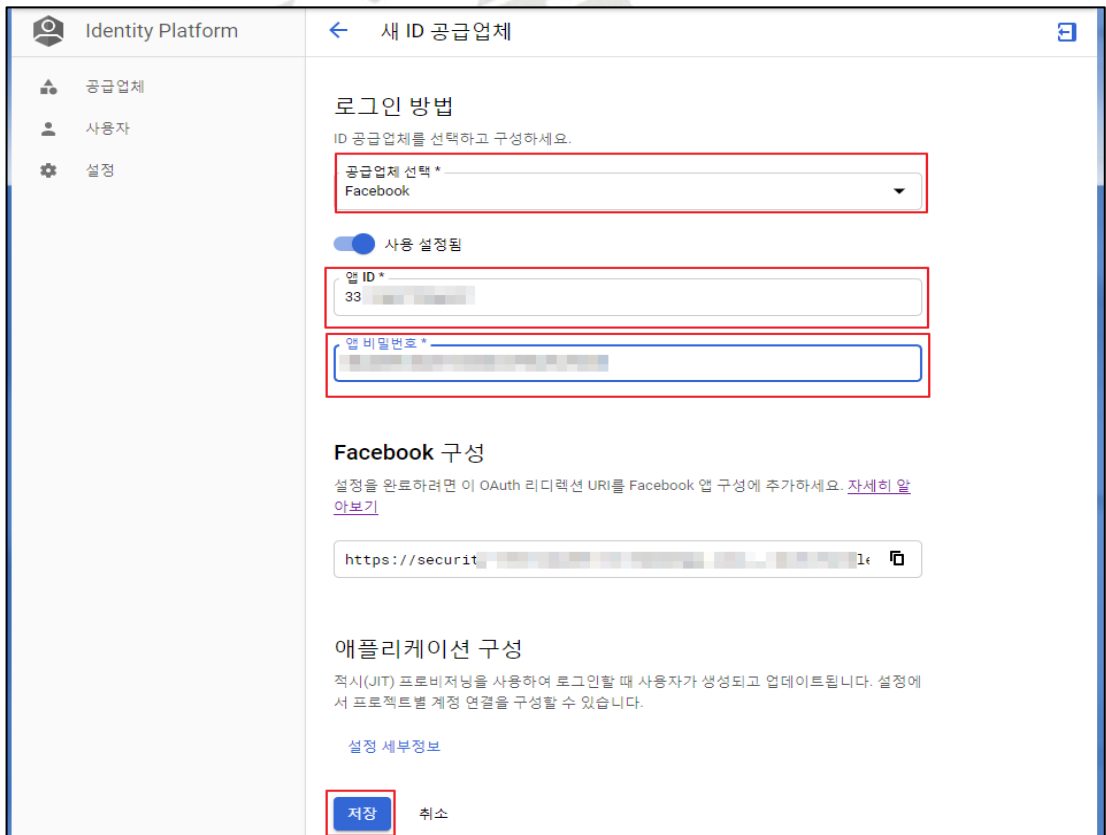 Identity Platform
새 ID 공급업체
공급업체
사용자
설정
로그인 방법
ID 공급업체를 선택하고 구성하세요.
공급업체 선택 *
Facebook
사용 설정됨
앱 ID *
33
앱 비밀번호 *
Facebook 구성
설정을 완료하려면 이 OAuth 리디렉션 URI를 Facebook 앱 구성에 추가하세요. 자세히 알
아보기
https://securit
애플리케이션 구성
적시(JIT) 프로비저닝을 사용하여 로그인할 때 사용자가 생성되고 업데이트됩니다. 설정에
서 프로젝트별 계정 연결을 구성할 수 있습니다.
설정 세부정보
저장 취소